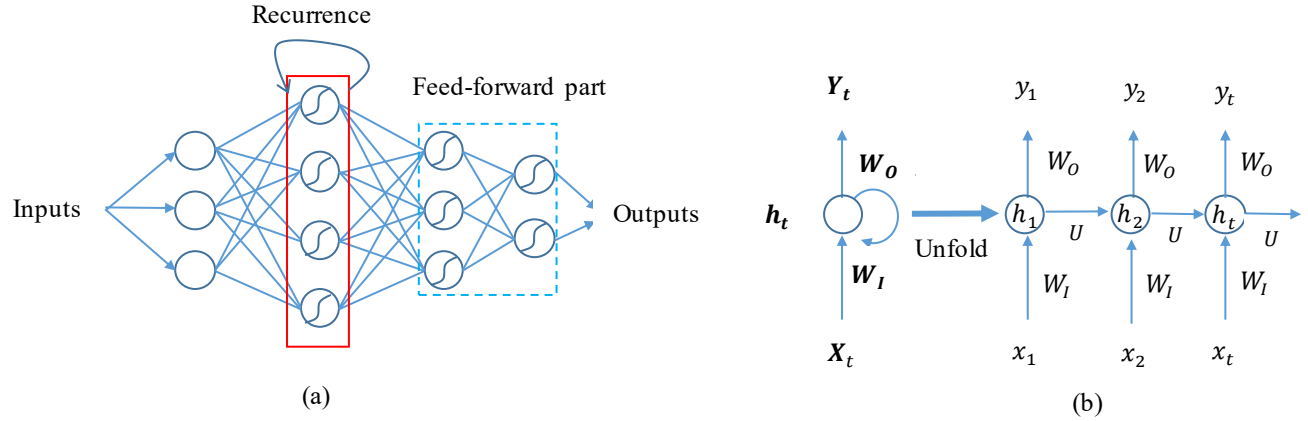 Recurrence
Feed-forward part
Inputs
Outputs
(a)
Y_t
W_O
h_t
Unfold
W_I
X_t
y_1 y_2 y_t
W_O W_O W_O
h_1 h_2 h_t
U U U
W_I W_I W_I
x_1 x_2 x_t
(b)